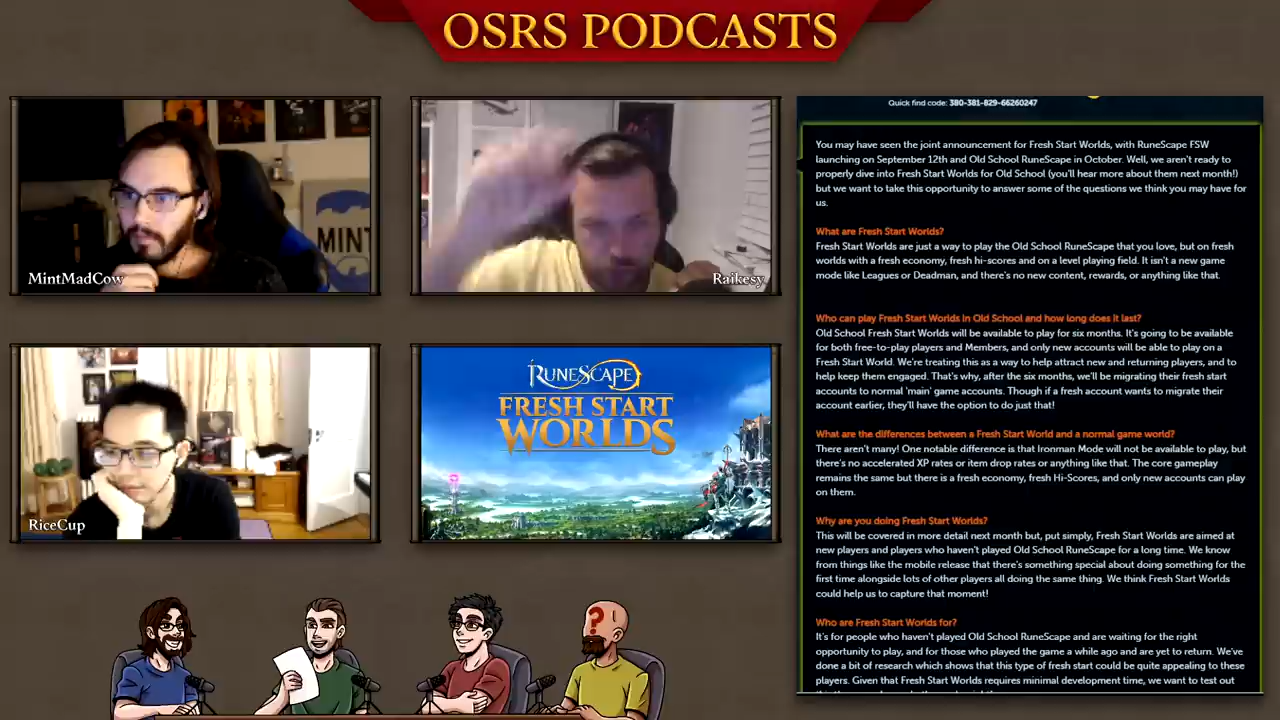 OSRS PODCASTS
MintMadCow
MINT
Raikesy
RiceCup
RUNESCAPE
FRESH START
WORLDS
?
Quick find code: 380-381-829-66260247
You may have seen the joint announcement for Fresh Start Worlds, with RuneScape FSW
launching on September 12th and Old School RuneScape in October. Well, we aren't ready to
properly dive into Fresh Start Worlds for Old School (you'll hear more about them next month!)
but we want to take this opportunity to answer some of the questions we think you may have for
us.
What are Fresh Start Worlds?
Fresh Start Worlds are just a way to play the Old School RuneScape that you love, but on fresh
worlds with a fresh economy, fresh hi-scores and on a level playing field. It isn't a new game
mode like Leagues or Deadman, and there's no new content, rewards, or anything like that.
Who can play Fresh Start Worlds in Old School and how long does it last?
Old School Fresh Start Worlds will be available to play for six months. It's going to be available
for both free-to-play players and Members, and only new accounts will be able to play on a
Fresh Start World. We're treating this as a way to help attract new and returning players, and to
help keep them engaged. That's why, after the six months, we'll be migrating their fresh start
accounts to normal 'main' game accounts. Though if a fresh account wants to migrate their
account earlier, they'll have the option to do just that!
What are the differences between a Fresh Start World and a normal game world?
There aren't many! One notable difference is that Ironman Mode will not be available to play, but
there's no accelerated XP rates or item drop rates or anything like that. The core gameplay
remains the same but there is a fresh economy, fresh Hi-Scores, and only new accounts can play
on them.
Why are you doing Fresh Start Worlds?
This will be covered in more detail next month but, put simply, Fresh Start Worlds are aimed at
new players and players who haven't played Old School RuneScape for a long time. We know
from things like the mobile release that there's something special about doing something for the
first time alongside lots of other players all doing the same thing. We think Fresh Start Worlds
could help us to capture that moment!
Who are Fresh Start Worlds for?
It's for people who haven't played Old School RuneScape and are waiting for the right
opportunity to play, and for those who played the game a while ago and are yet to return. We've
done a bit of research which shows that this type of fresh start could be quite appealing to these
players. Given that Fresh Start Worlds requires minimal development time, we want to test out